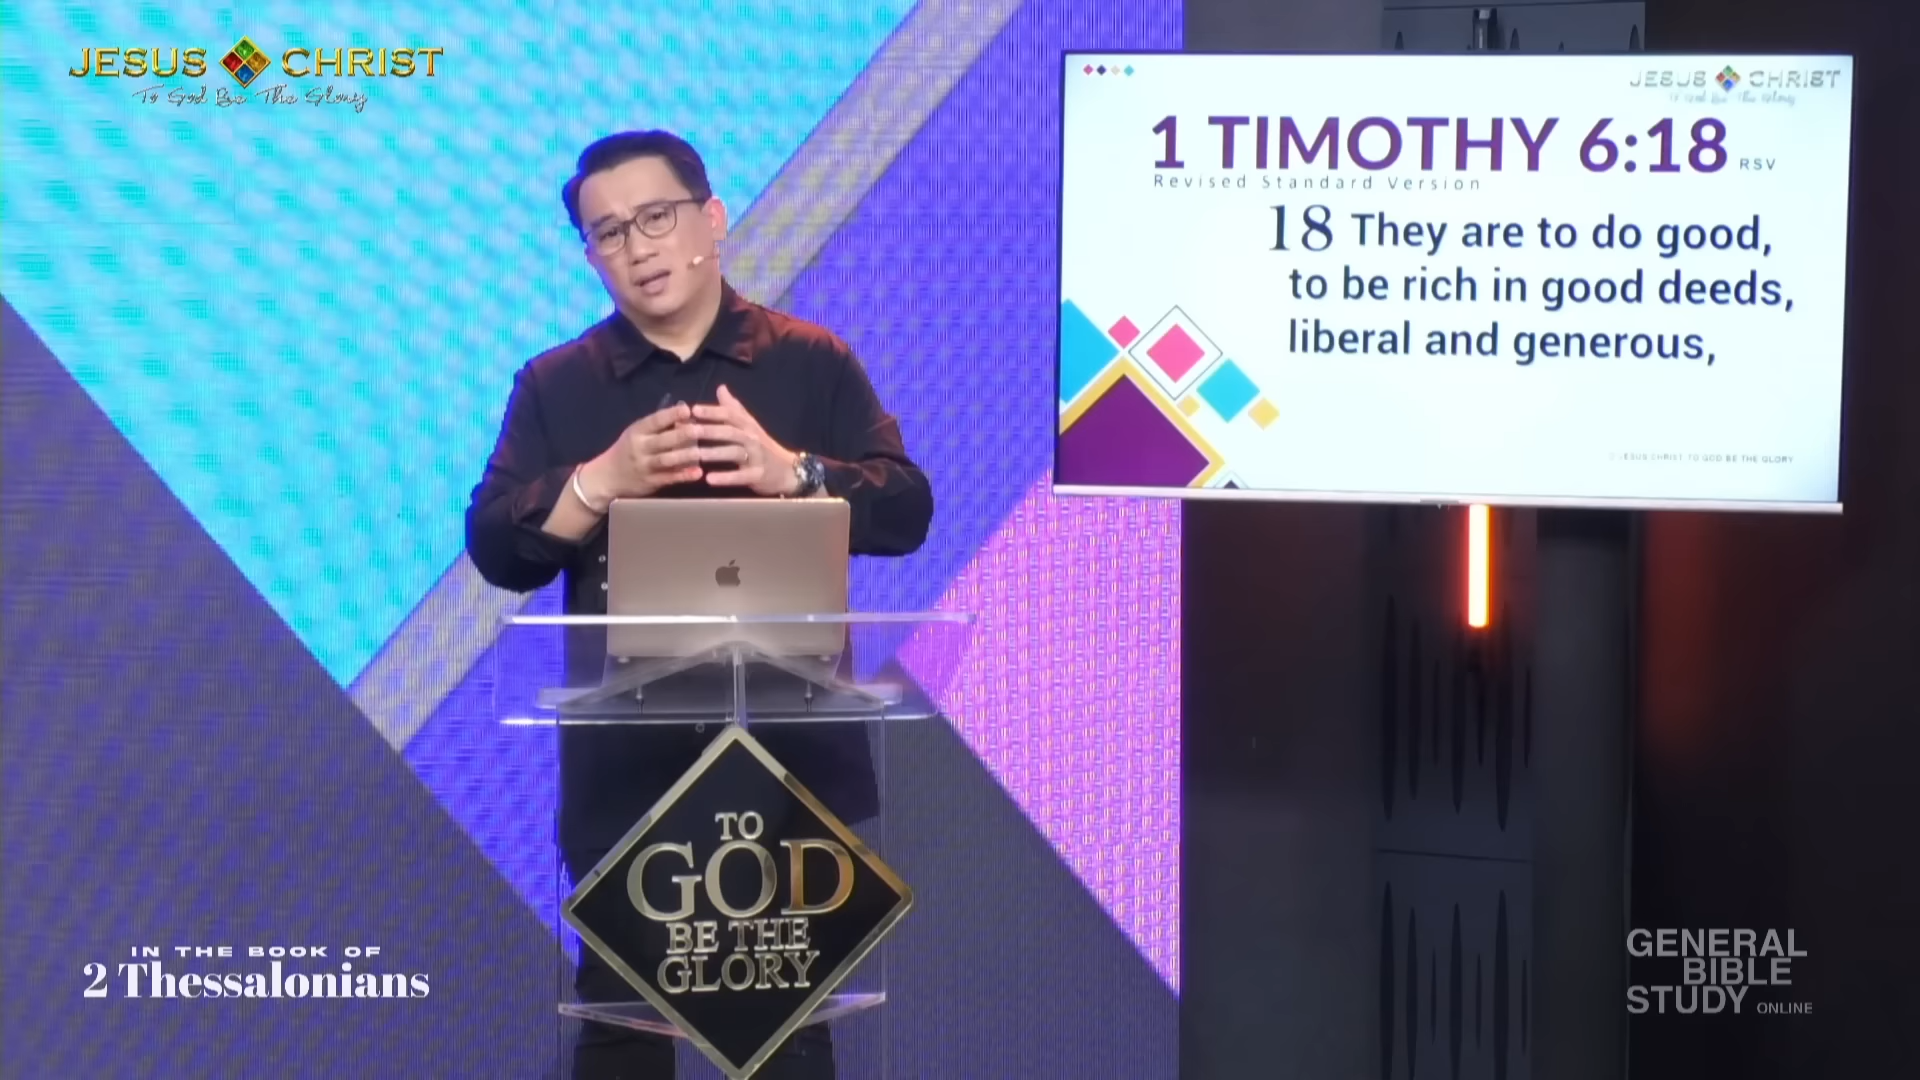 JESUS CHRIST
To God Be The Glory
JESUS CHRIST
To God Be The Glory
1 TIMOTHY 6:18 RSV
Revised Standard Version
18 They are to do good,
to be rich in good deeds,
liberal and generous,
JESUS CHRIST TO GOD BE THE GLORY
TO
GOD
BE THE
GLORY
IN THE BOOK OF
2 Thessalonians
GENERAL
BIBLE
STUDY ONLINE